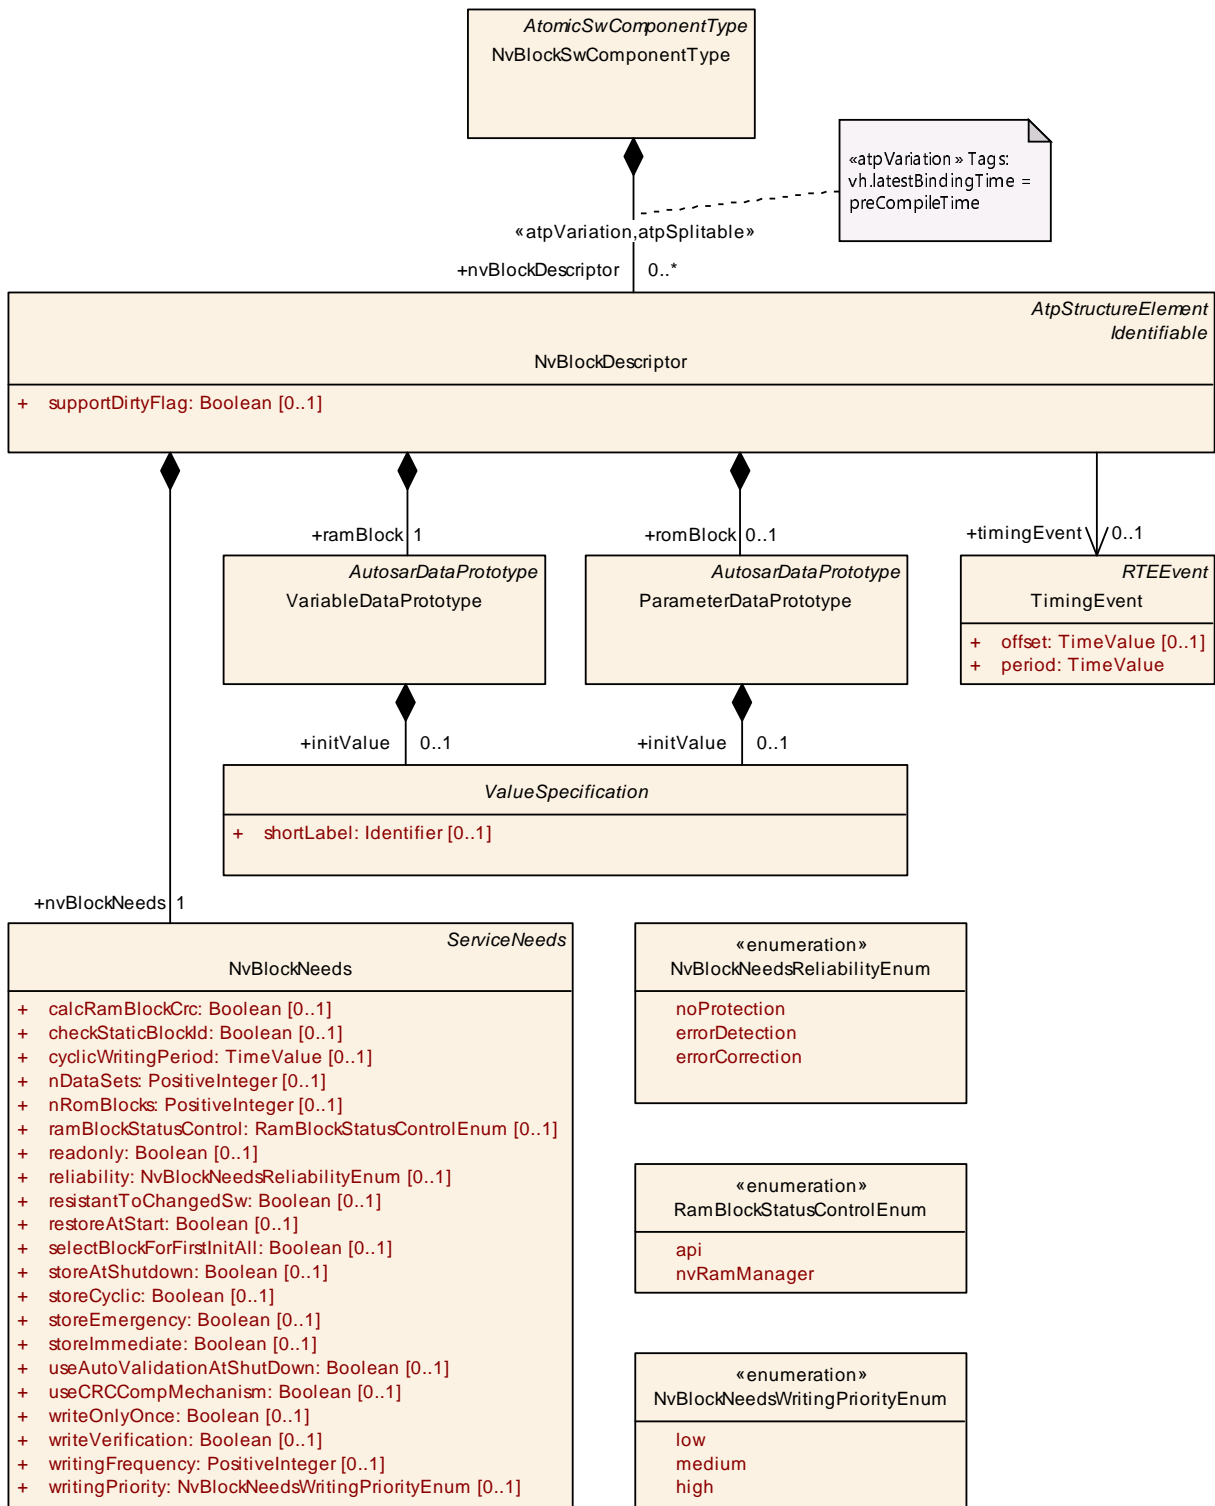 AtomicSwComponentType
NvBlockSwComponentType
«atpVariation» Tags:
vh.latestBindingTime =
preCompileTime
«atpVariation,atpSplitable»
+nvBlockDescriptor 0..*
AtpStructureElement
Identifiable
NvBlockDescriptor
+ supportDirtyFlag: Boolean [0..1]
+ramBlock 1
+romBlock 0..1
+timingEvent 0..1
AutosarDataPrototype
VariableDataPrototype
AutosarDataPrototype
ParameterDataPrototype
RTEEvent
TimingEvent
+ offset: TimeValue [0..1]
+ period: TimeValue
+initValue 0..1
+initValue 0..1
ValueSpecification
+ shortLabel: Identifier [0..1]
+nvBlockNeeds 1
ServiceNeeds
NvBlockNeeds
+ calcRamBlockCrc: Boolean [0..1]
+ checkStaticBlockId: Boolean [0..1]
+ cyclicWritingPeriod: TimeValue [0..1]
+ nDataSets: PositiveInteger [0..1]
+ nRomBlocks: PositiveInteger [0..1]
+ ramBlockStatusControl: RamBlockStatusControlEnum [0..1]
+ readonly: Boolean [0..1]
+ reliability: NvBlockNeedsReliabilityEnum [0..1]
+ resistantToChangedSw: Boolean [0..1]
+ restoreAtStart: Boolean [0..1]
+ selectBlockForFirstInitAll: Boolean [0..1]
+ storeAtShutdown: Boolean [0..1]
+ storeCyclic: Boolean [0..1]
+ storeEmergency: Boolean [0..1]
+ storeImmediate: Boolean [0..1]
+ useAutoValidationAtShutDown: Boolean [0..1]
+ useCRCCompMechanism: Boolean [0..1]
+ writeOnlyOnce: Boolean [0..1]
+ writeVerification: Boolean [0..1]
+ writingFrequency: PositiveInteger [0..1]
+ writingPriority: NvBlockNeedsWritingPriorityEnum [0..1]
«enumeration»
NvBlockNeedsReliabilityEnum
noProtection
errorDetection
errorCorrection
«enumeration»
RamBlockStatusControlEnum
api
nvRamManager
«enumeration»
NvBlockNeedsWritingPriorityEnum
low
medium
high